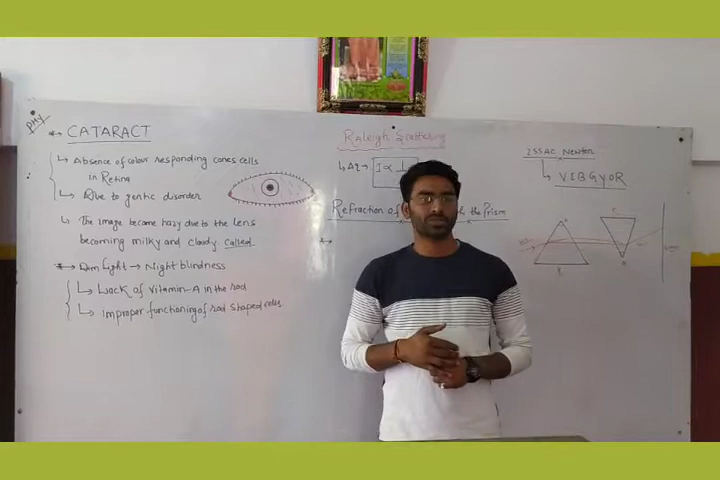 PHY
CATARACT
Absence of colour responding cones cells
in Retina
Due to gentic disorder
The image become hazy due to the lens
becoming milky and cloudy called
Dim light → Night blindness
Lack of vitamin-A in the rod
Improper functioning of rod shaped cells
Raleigh Scattering
I ∝ 1
Refraction of the Prism
ISSAC Newton
VIBGYOR